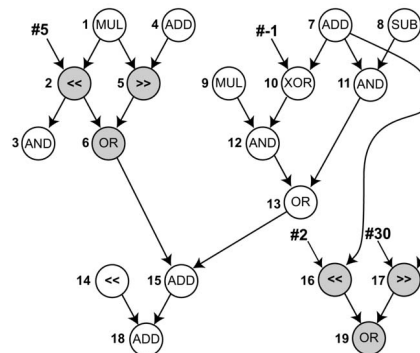 #5 1 MUL 4 ADD #-1 7 ADD 8 SUB
2 << 5 >> 9 MUL 10 XOR 11 AND
3 AND 6 OR 12 AND
13 OR
#2 #30
14 << 15 ADD 16 << 17 >>
18 ADD 19 OR